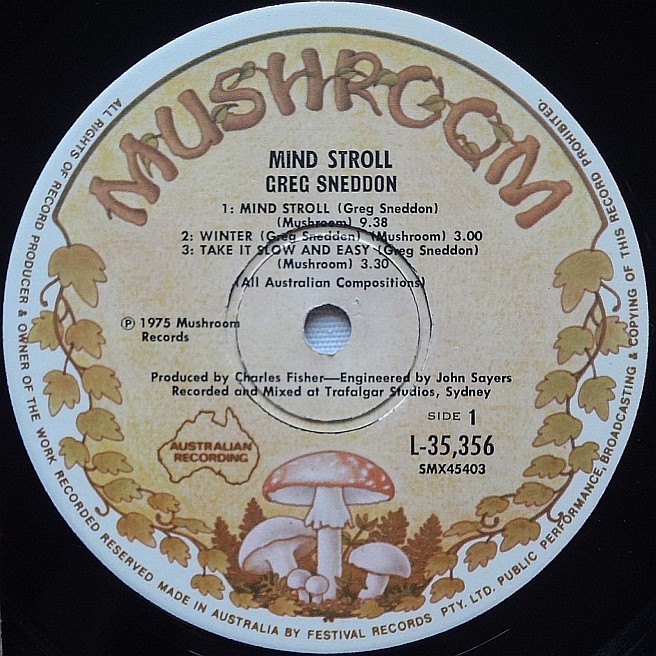 MUSHROOM
MIND STROLL
GREG SNEDDON
1: MIND STROLL (Greg Sneddon)
(Mushroom) 9.38
2: WINTER (Greg Sneddon) (Mushroom) 3.00
3: TAKE IT SLOW AND EASY (Greg Sneddon)
(Mushroom) 3.30
(All Australian Compositions)
℗ 1975 Mushroom
Records
Produced by Charles Fisher—Engineered by John Sayers
Recorded and Mixed at Trafalgar Studios, Sydney
SIDE 1
L-35,356
SMX45403
AUSTRALIAN
RECORDING
ALL RIGHTS OF RECORD PRODUCER & OWNER OF THE WORK RECORDED RESERVED MADE IN AUSTRALIA BY FESTIVAL RECORDS PTY. LTD. PUBLIC PERFORMANCE, BROADCASTING & COPYING OF THIS RECORD PROHIBITED.